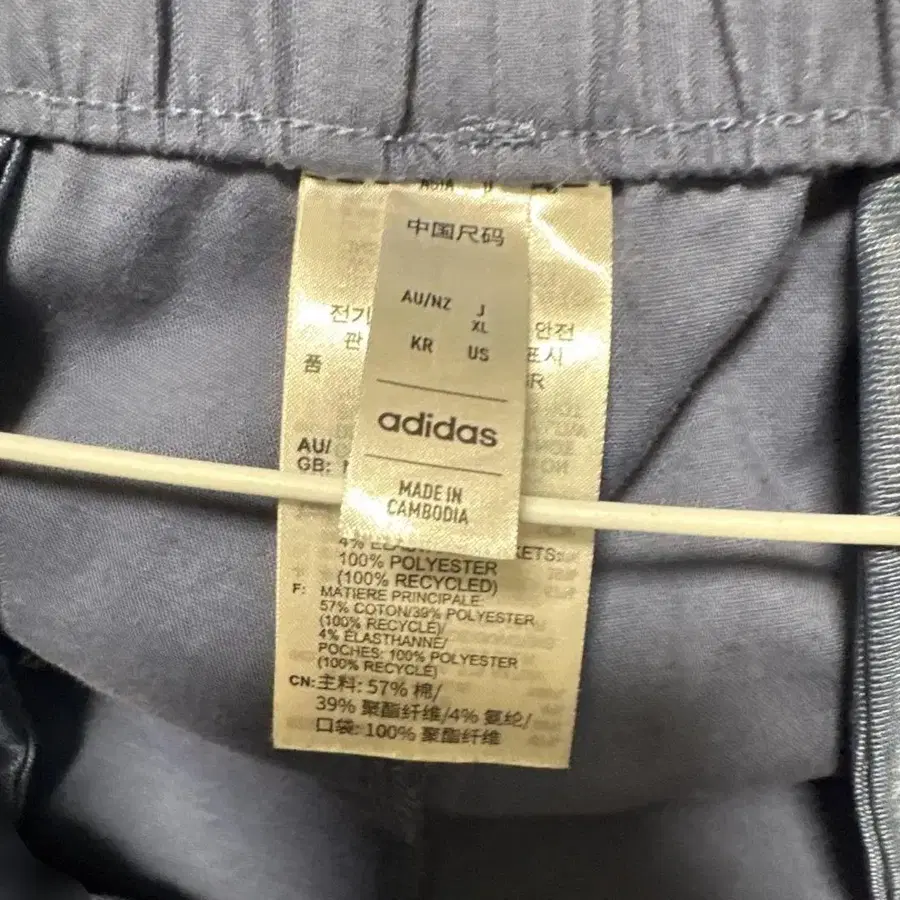 中国尺码
AU/NZ J
XL
KR US
adidas
MADE IN
CAMBODIA
전기 안전
관 표시
품
AU/
GB:
100% POLYESTER
(100% RECYCLED)
F: MATIERE PRINCIPALE:
57% COTON/39% POLYESTER
(100% RECYCLE)/
4% ELASTHANNE/
POCHES: 100% POLYESTER
(100% RECYCLE)
CN: 主料: 57% 棉/
39% 聚酯纤维/4% 氨纶/
口袋: 100% 聚酯纤维